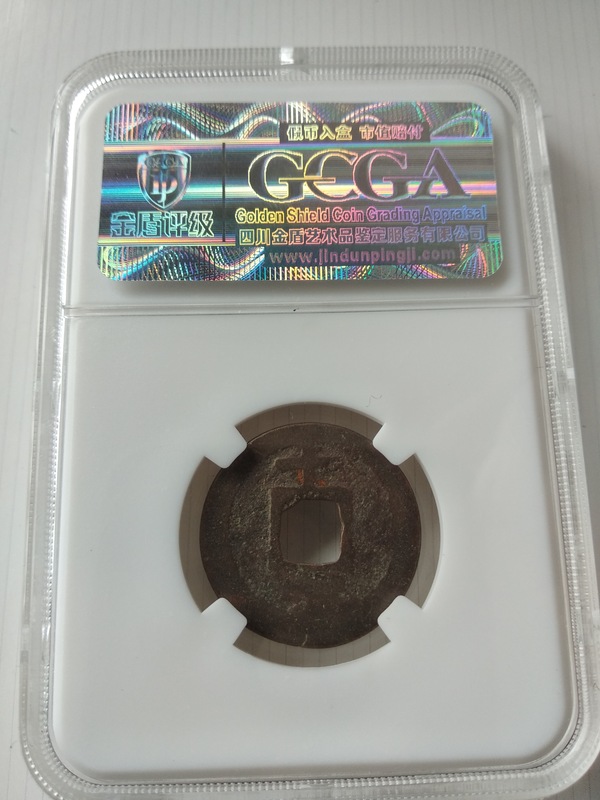 假币入盒 市值赔付
GCGA
金盾评级
Golden Shield Coin Grading Appraisal
四川金盾艺术品鉴定服务有限公司
www.jindunpingji.com